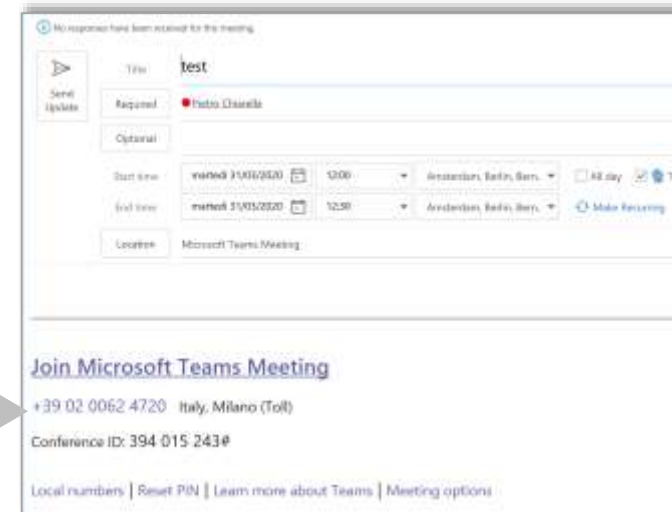 No responses have been received for this meeting.
Send Update
Title test
Required Pietro Chiarella
Optional
Start time martedì 31/03/2020 12:00 Amsterdam, Berlin, Bern, All day
End time martedì 31/03/2020 12:30 Amsterdam, Berlin, Bern, Make Recurring
Location Microsoft Teams Meeting
Join Microsoft Teams Meeting
+39 02 0062 4720 Italy, Milano (Toll)
Conference ID: 394 015 243#
Local numbers | Reset PIN | Learn more about Teams | Meeting options